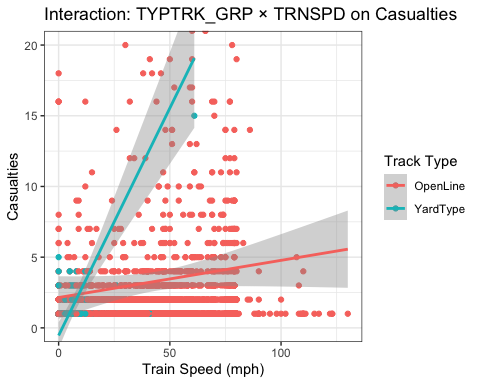 Interaction: TYPTRK_GRP × TRNSPD on Casualties
20
15
10
5
0
Casualties
0
50
100
Train Speed (mph)
Track Type
OpenLine
YardType